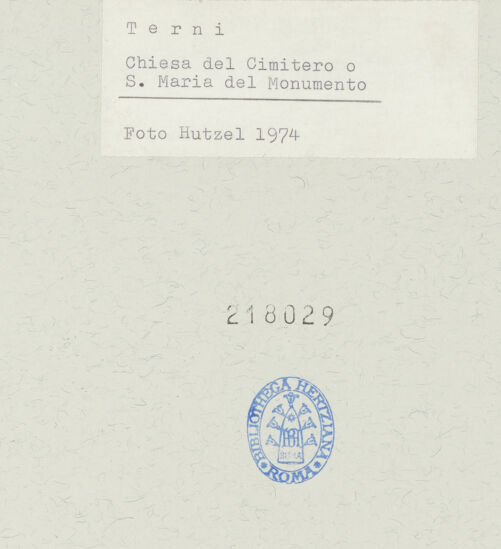 T e r n i
Chiesa del Cimitero o
S. Maria del Monumento
Foto Hutzel 1974
218029
BIBLIOTHECA HERTZIANA
ROMA